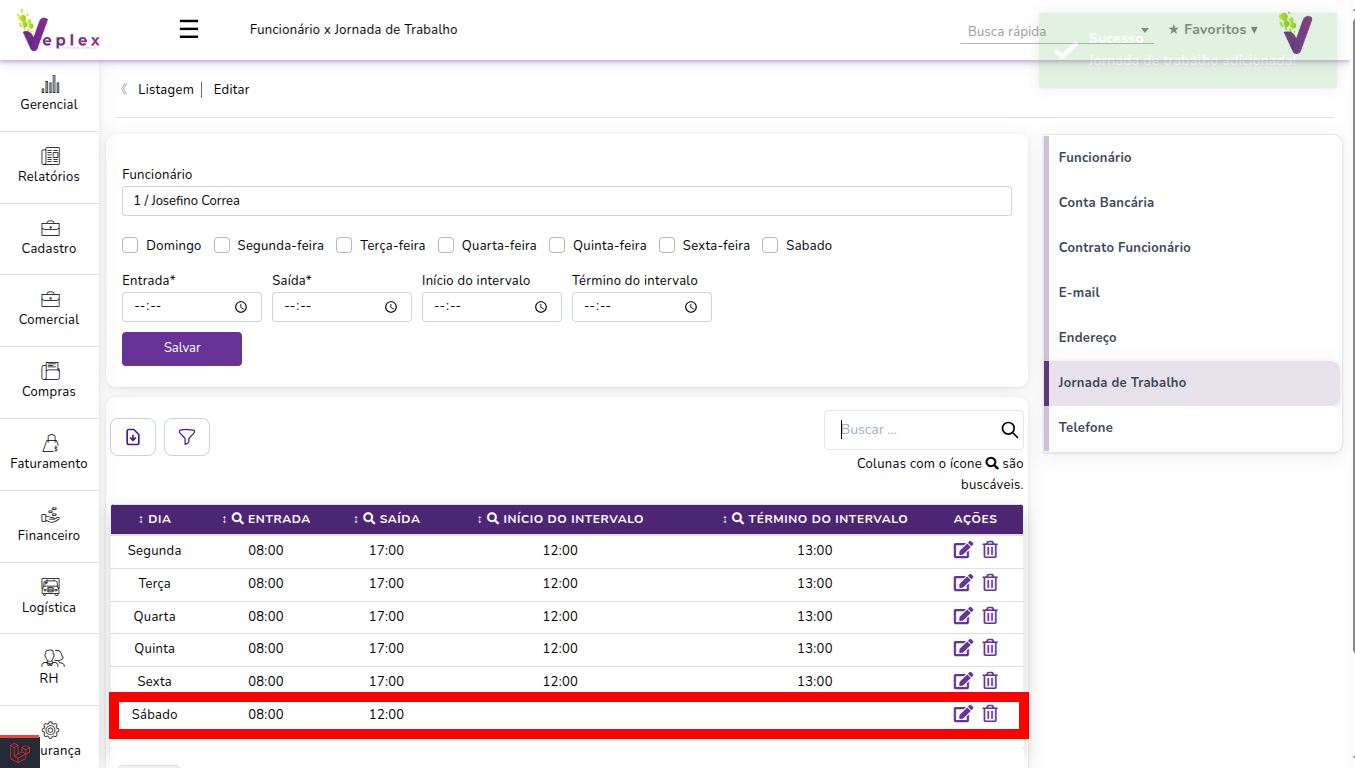 Veplex
☰
Funcionário x Jornada de Trabalho
Busca rápida
★ Favoritos ▾
Sucesso
Jornada de trabalho adicionada!
Gerencial
Relatórios
Cadastro
Comercial
Compras
Faturamento
Financeiro
Logística
RH
urança
《 Listagem | Editar
Funcionário
1 / Josefino Correa
Domingo Segunda-feira Terça-feira Quarta-feira Quinta-feira Sexta-feira Sabado
Entrada* Saída* Início do intervalo Término do intervalo
--:-- --:-- --:-- --:--
Salvar
Funcionário
Conta Bancária
Contrato Funcionário
E-mail
Endereço
Jornada de Trabalho
Telefone
Buscar ...
Colunas com o ícone são
buscáveis.
↕ DIA ↕ ENTRADA ↕ SAÍDA ↕ INÍCIO DO INTERVALO ↕ TÉRMINO DO INTERVALO AÇÕES
Segunda 08:00 17:00 12:00 13:00
Terça 08:00 17:00 12:00 13:00
Quarta 08:00 17:00 12:00 13:00
Quinta 08:00 17:00 12:00 13:00
Sexta 08:00 17:00 12:00 13:00
Sábado 08:00 12:00